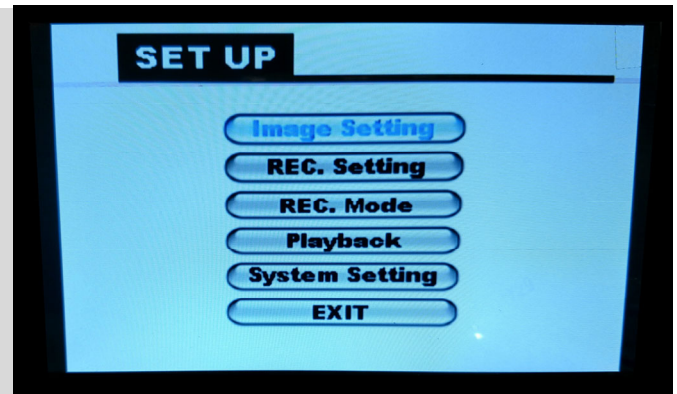 SET UP
Image Setting
REC. Setting
REC. Mode
Playback
System Setting
EXIT